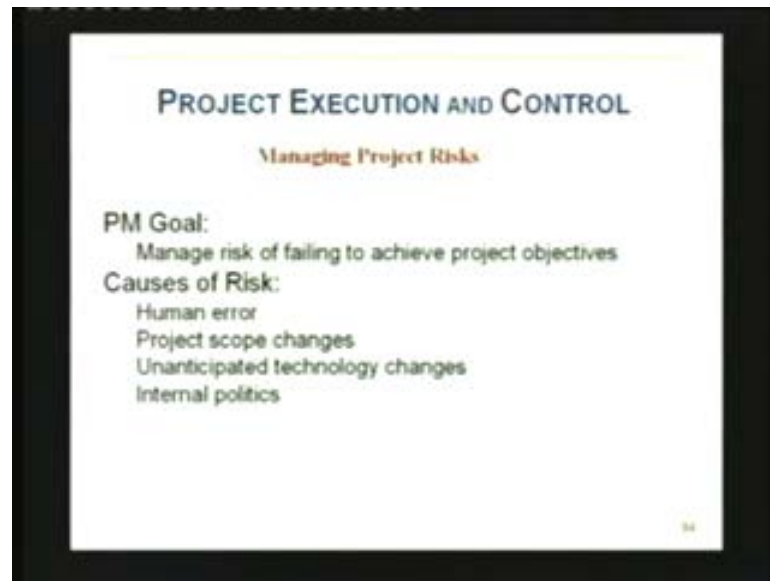 PROJECT EXECUTION AND CONTROL
Managing Project Risks
PM Goal:
Manage risk of failing to achieve project objectives
Causes of Risk:
Human error
Project scope changes
Unanticipated technology changes
Internal politics